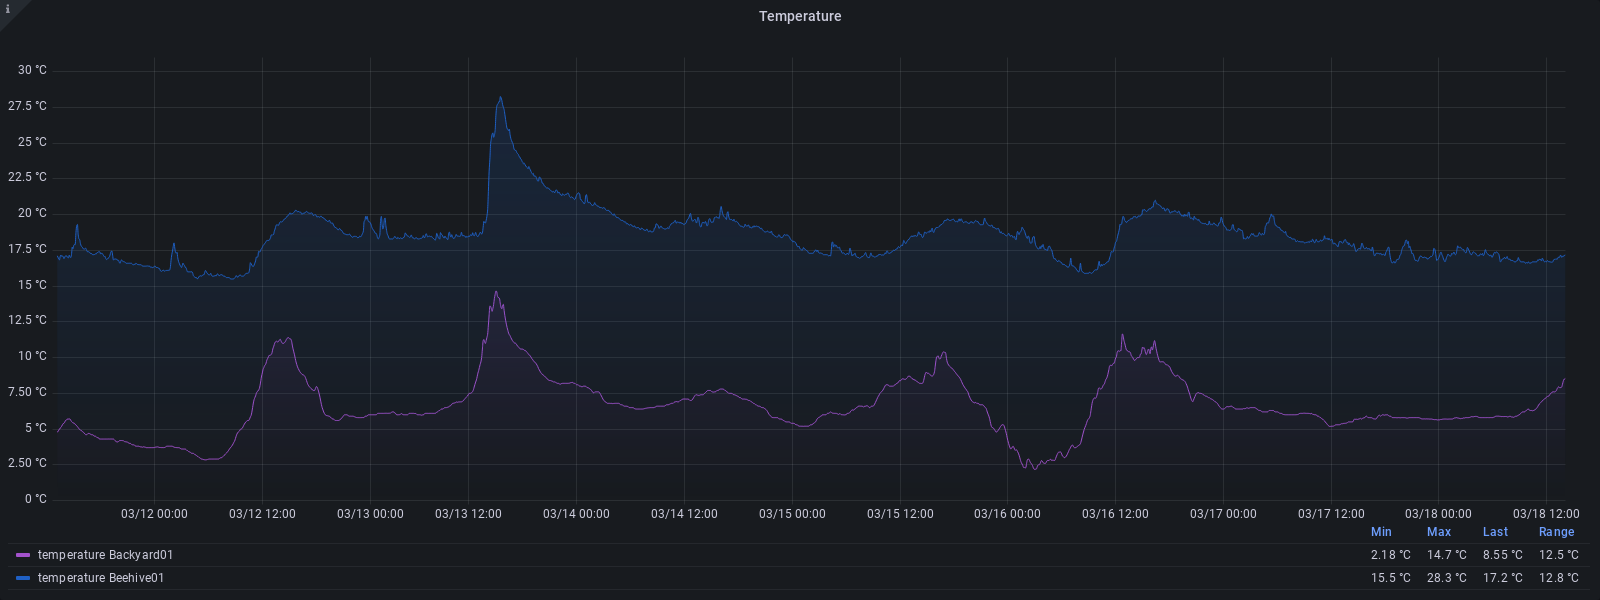 i
Temperature
30 °C
27.5 °C
25 °C
22.5 °C
20 °C
17.5 °C
15 °C
12.5 °C
10 °C
7.50 °C
5 °C
2.50 °C
0 °C
03/12 00:00 03/12 12:00 03/13 00:00 03/13 12:00 03/14 00:00 03/14 12:00 03/15 00:00 03/15 12:00 03/16 00:00 03/16 12:00 03/17 00:00 03/17 12:00 03/18 00:00 03/18 12:00
Min Max Last Range
temperature Backyard01 2.18 °C 14.7 °C 8.55 °C 12.5 °C
temperature Beehive01 15.5 °C 28.3 °C 17.2 °C 12.8 °C